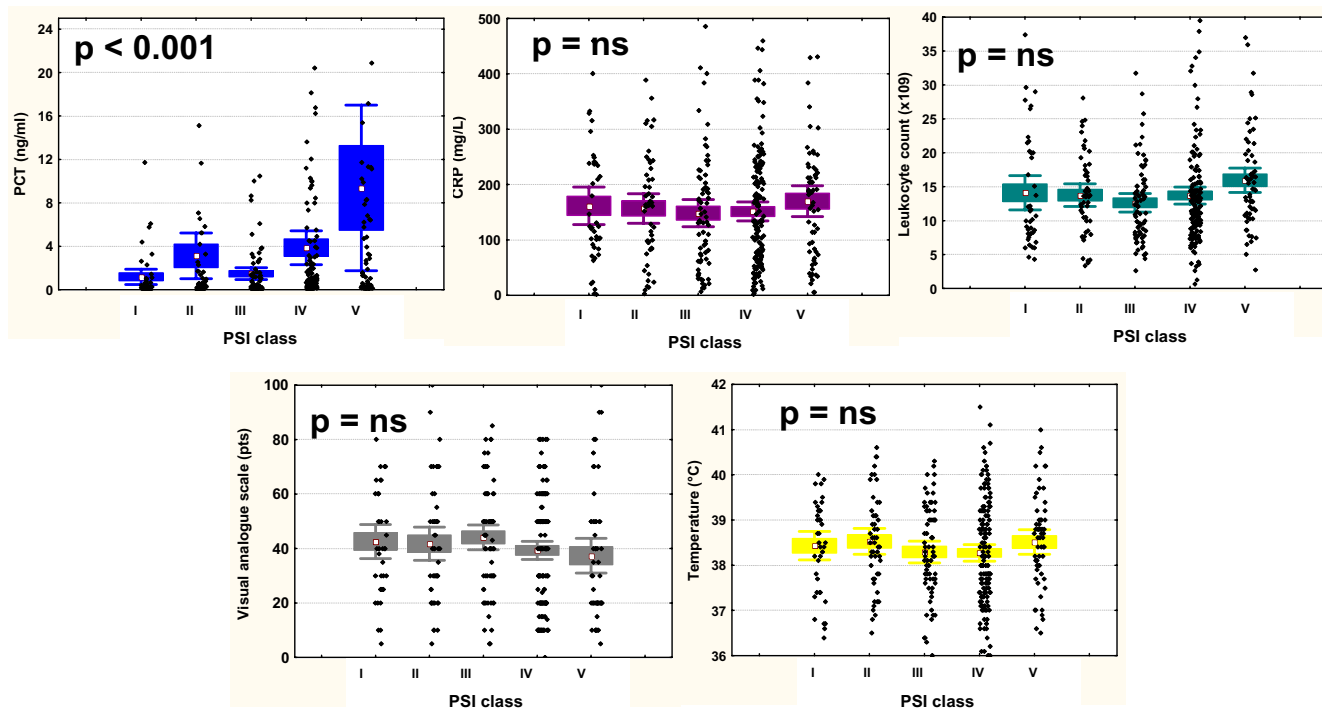 p < 0.001
PCT (ng/ml)
24
20
16
12
8
4
0
I II III IV V
PSI class
p = ns
CRP (mg/L)
500
400
300
200
100
0
I II III IV V
PSI class
p = ns
Leukocyte count (x109)
40
35
30
25
20
15
10
5
0
I II III IV V
PSI class
p = ns
Visual analogue scale (pts)
100
80
60
40
20
0
I II III IV V
PSI class
p = ns
Temperature (°C)
42
41
40
39
38
37
36
I II III IV V
PSI class